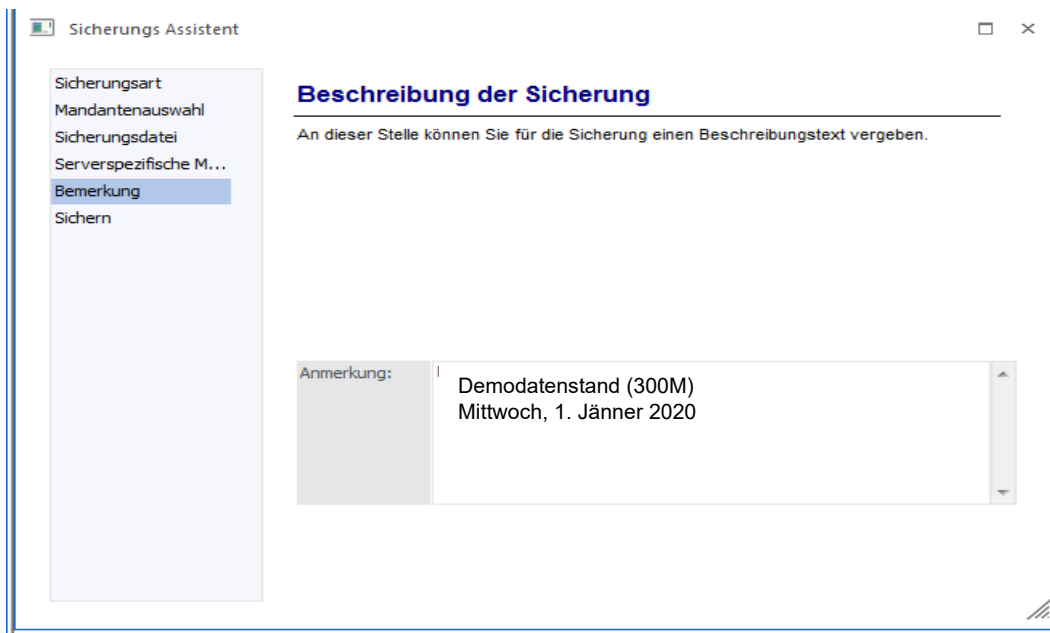 Sicherungs Assistent
Sicherungsart
Mandantenauswahl
Sicherungsdatei
Serverspezifische M...
Bemerkung
Sichern
Beschreibung der Sicherung
An dieser Stelle können Sie für die Sicherung einen Beschreibungstext vergeben.
Anmerkung:
Demodatenstand (300M)
Mittwoch, 1. Jänner 2020